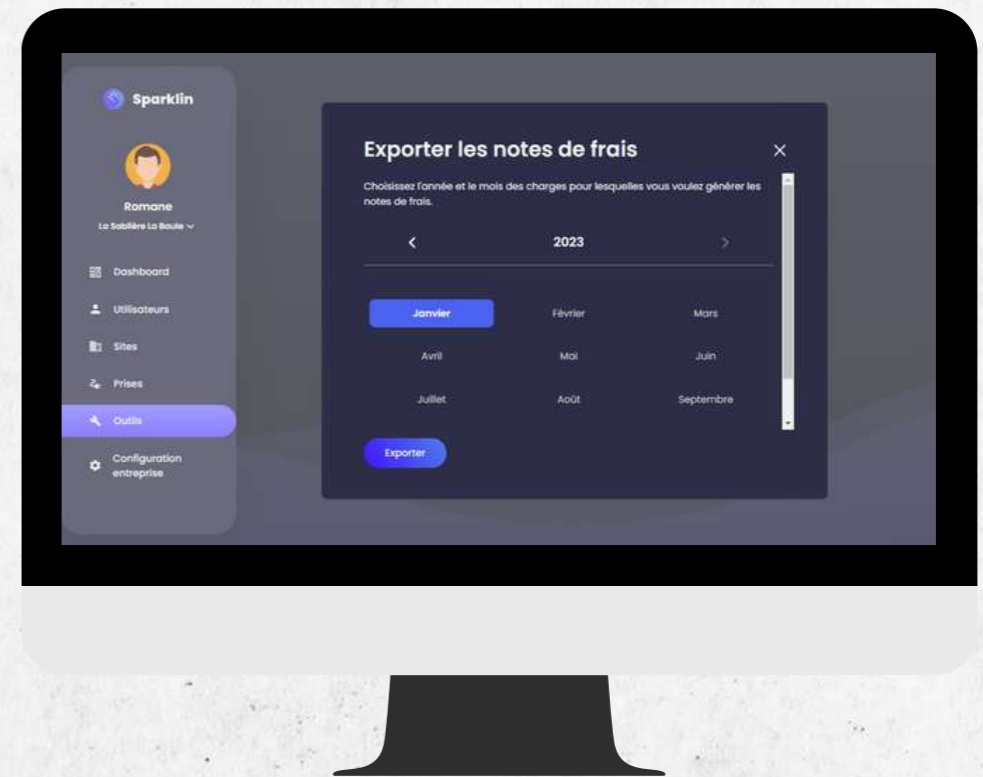 Sparklin
Romane
La Sablière La Baule
Dashboard
Utilisateurs
Sites
Prises
Outils
Configuration
entreprise
Exporter les notes de frais
Choisissez l'année et le mois des charges pour lesquelles vous voulez générer les
notes de frais.
2023
Janvier Février Mars
Avril Mai Juin
Juillet Août Septembre
Exporter